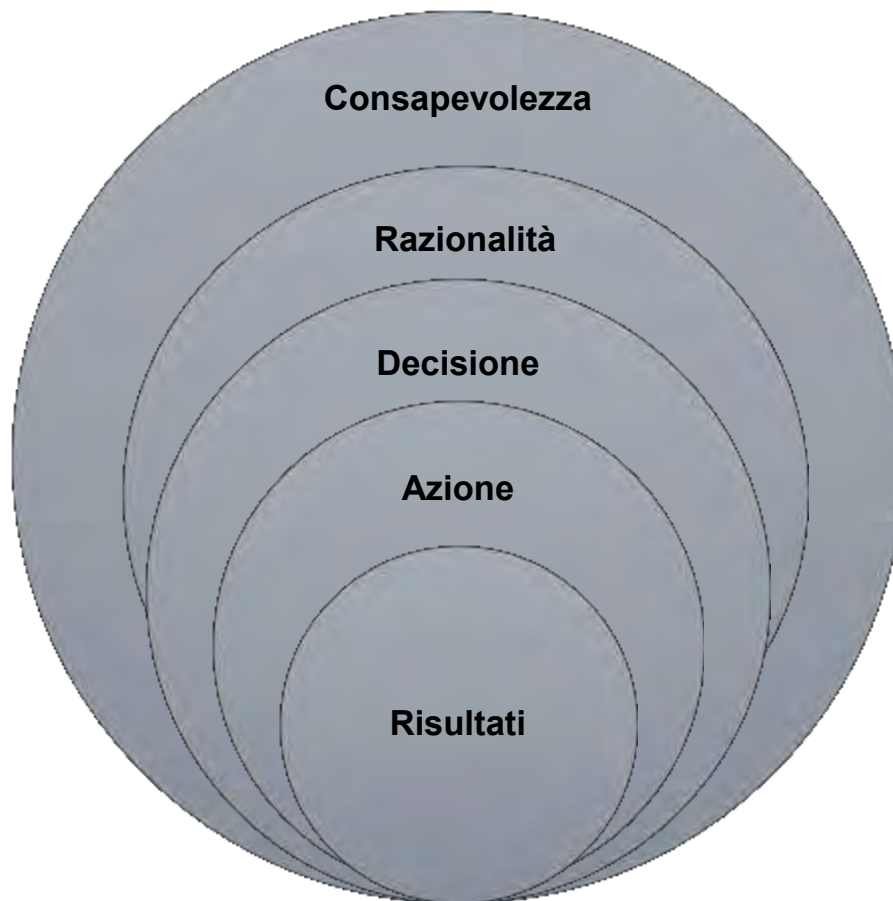 Consapevolezza
Razionalità
Decisione
Azione
Risultati